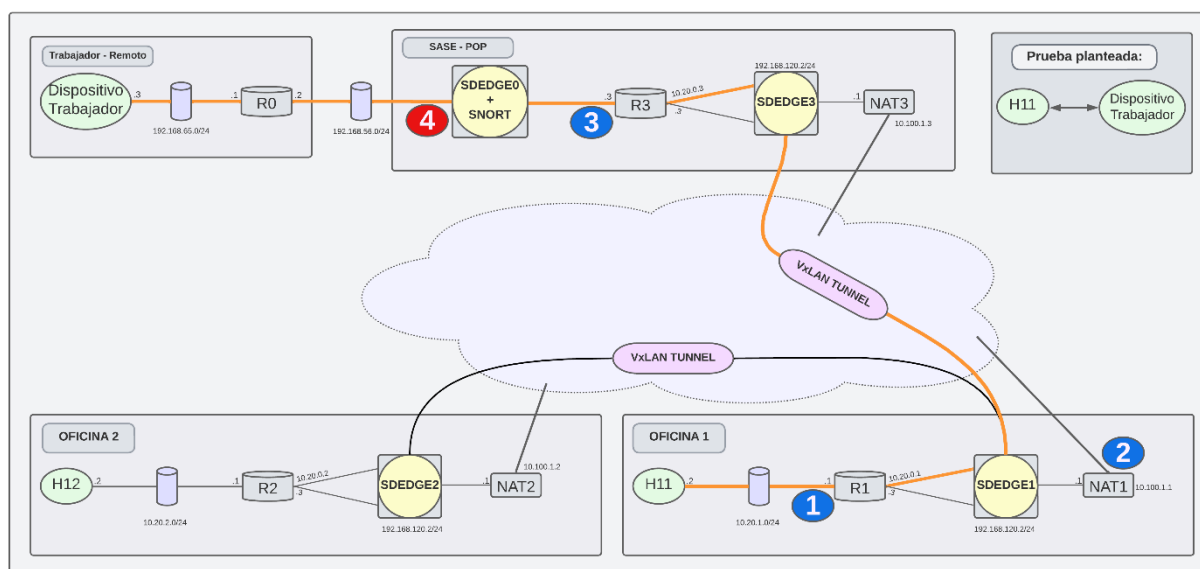 Trabajador - Remoto
Dispositivo
Trabajador
.3
192.168.65.0/24
.1
R0
.2
192.168.56.0/24
SASE - POP
4
SDEDGE0
+
SNORT
3
.3
R3
10.20.0.3
.3
192.168.120.2/24
SDEDGE3
.1
NAT3
10.100.1.3
Prueba planteada:
H11
Dispositivo
Trabajador
VxLAN TUNNEL
VxLAN TUNNEL
OFICINA 2
H12
.2
10.20.2.0/24
.1
R2
10.20.0.2
.3
SDEDGE2
192.168.120.2/24
.1
NAT2
10.100.1.2
OFICINA 1
H11
.2
10.20.1.0/24
1
.1
R1
10.20.0.1
.3
SDEDGE1
192.168.120.2/24
2
.1
NAT1
10.100.1.1